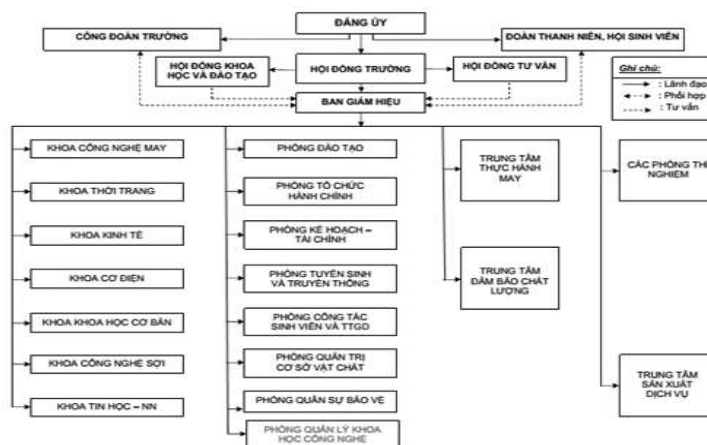 ĐẢNG ỦY
CÔNG ĐOÀN TRƯỜNG
ĐOÀN THANH NIÊN, HỘI SINH VIÊN
HỘI ĐỒNG KHOA
HỌC VÀ ĐÀO TẠO
HỘI ĐỒNG TRƯỜNG
HỘI ĐỒNG TƯ VẤN
Ghi chú:
: Lãnh đạo
: Phối hợp
: Tư vấn
BAN GIÁM HIỆU
KHOA CÔNG NGHỆ MAY
KHOA THỜI TRANG
KHOA KINH TẾ
KHOA CƠ ĐIỆN
KHOA KHOA HỌC CƠ BẢN
KHOA CÔNG NGHỆ SỢI
KHOA TIN HỌC – NN
PHÒNG ĐÀO TẠO
PHÒNG TỔ CHỨC
HÀNH CHÍNH
PHÒNG KẾ HOẠCH –
TÀI CHÍNH
PHÒNG TUYỂN SINH
VÀ TRUYỀN THÔNG
PHÒNG CÔNG TÁC
SINH VIÊN VÀ TTGD
PHÒNG QUẢN TRỊ
CƠ SỞ VẬT CHẤT
PHÒNG QUÂN SỰ BẢO VỆ
PHÒNG QUẢN LÝ KHOA
HỌC CÔNG NGHỆ
TRUNG TÂM
THỰC HÀNH
MAY
TRUNG TÂM
ĐẢM BẢO CHẤT
LƯỢNG
CÁC PHÒNG THÍ
NGHIỆM
TRUNG TÂM
SẢN XUẤT
DỊCH VỤ